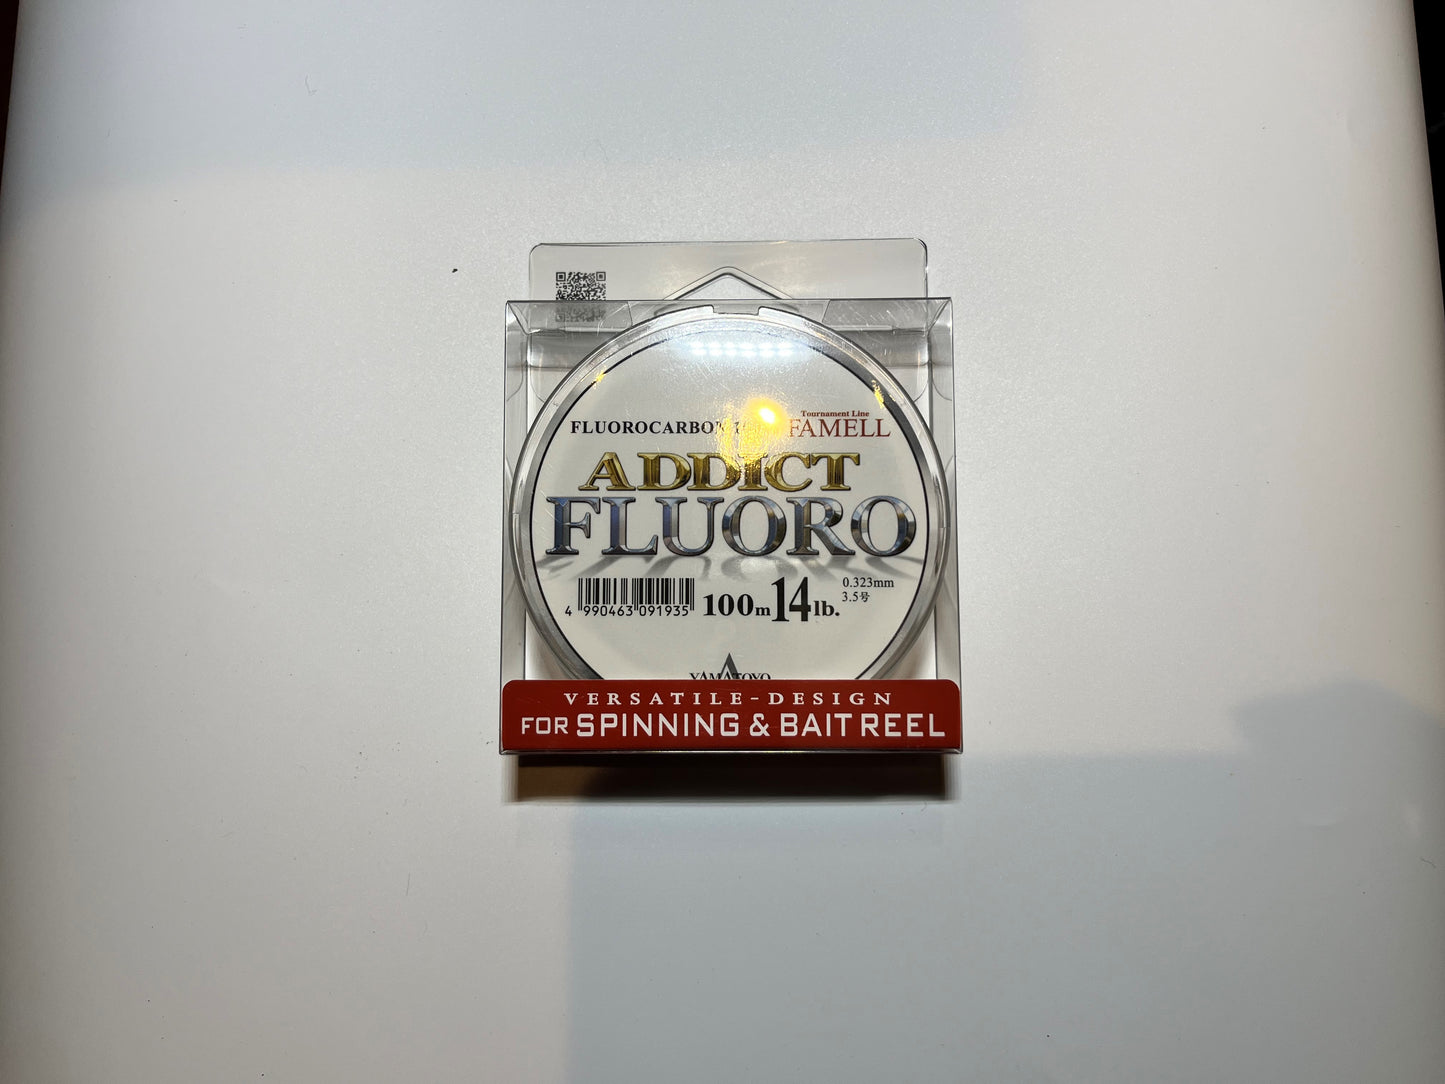 Tournament Line
FLUOROCARBON FAMELL
ADDICT
FLUORO
4 990463 091935
100m 14lb.
0.323mm
3.5号
YAMATOYO
VERSATILE-DESIGN
FOR SPINNING & BAIT REEL